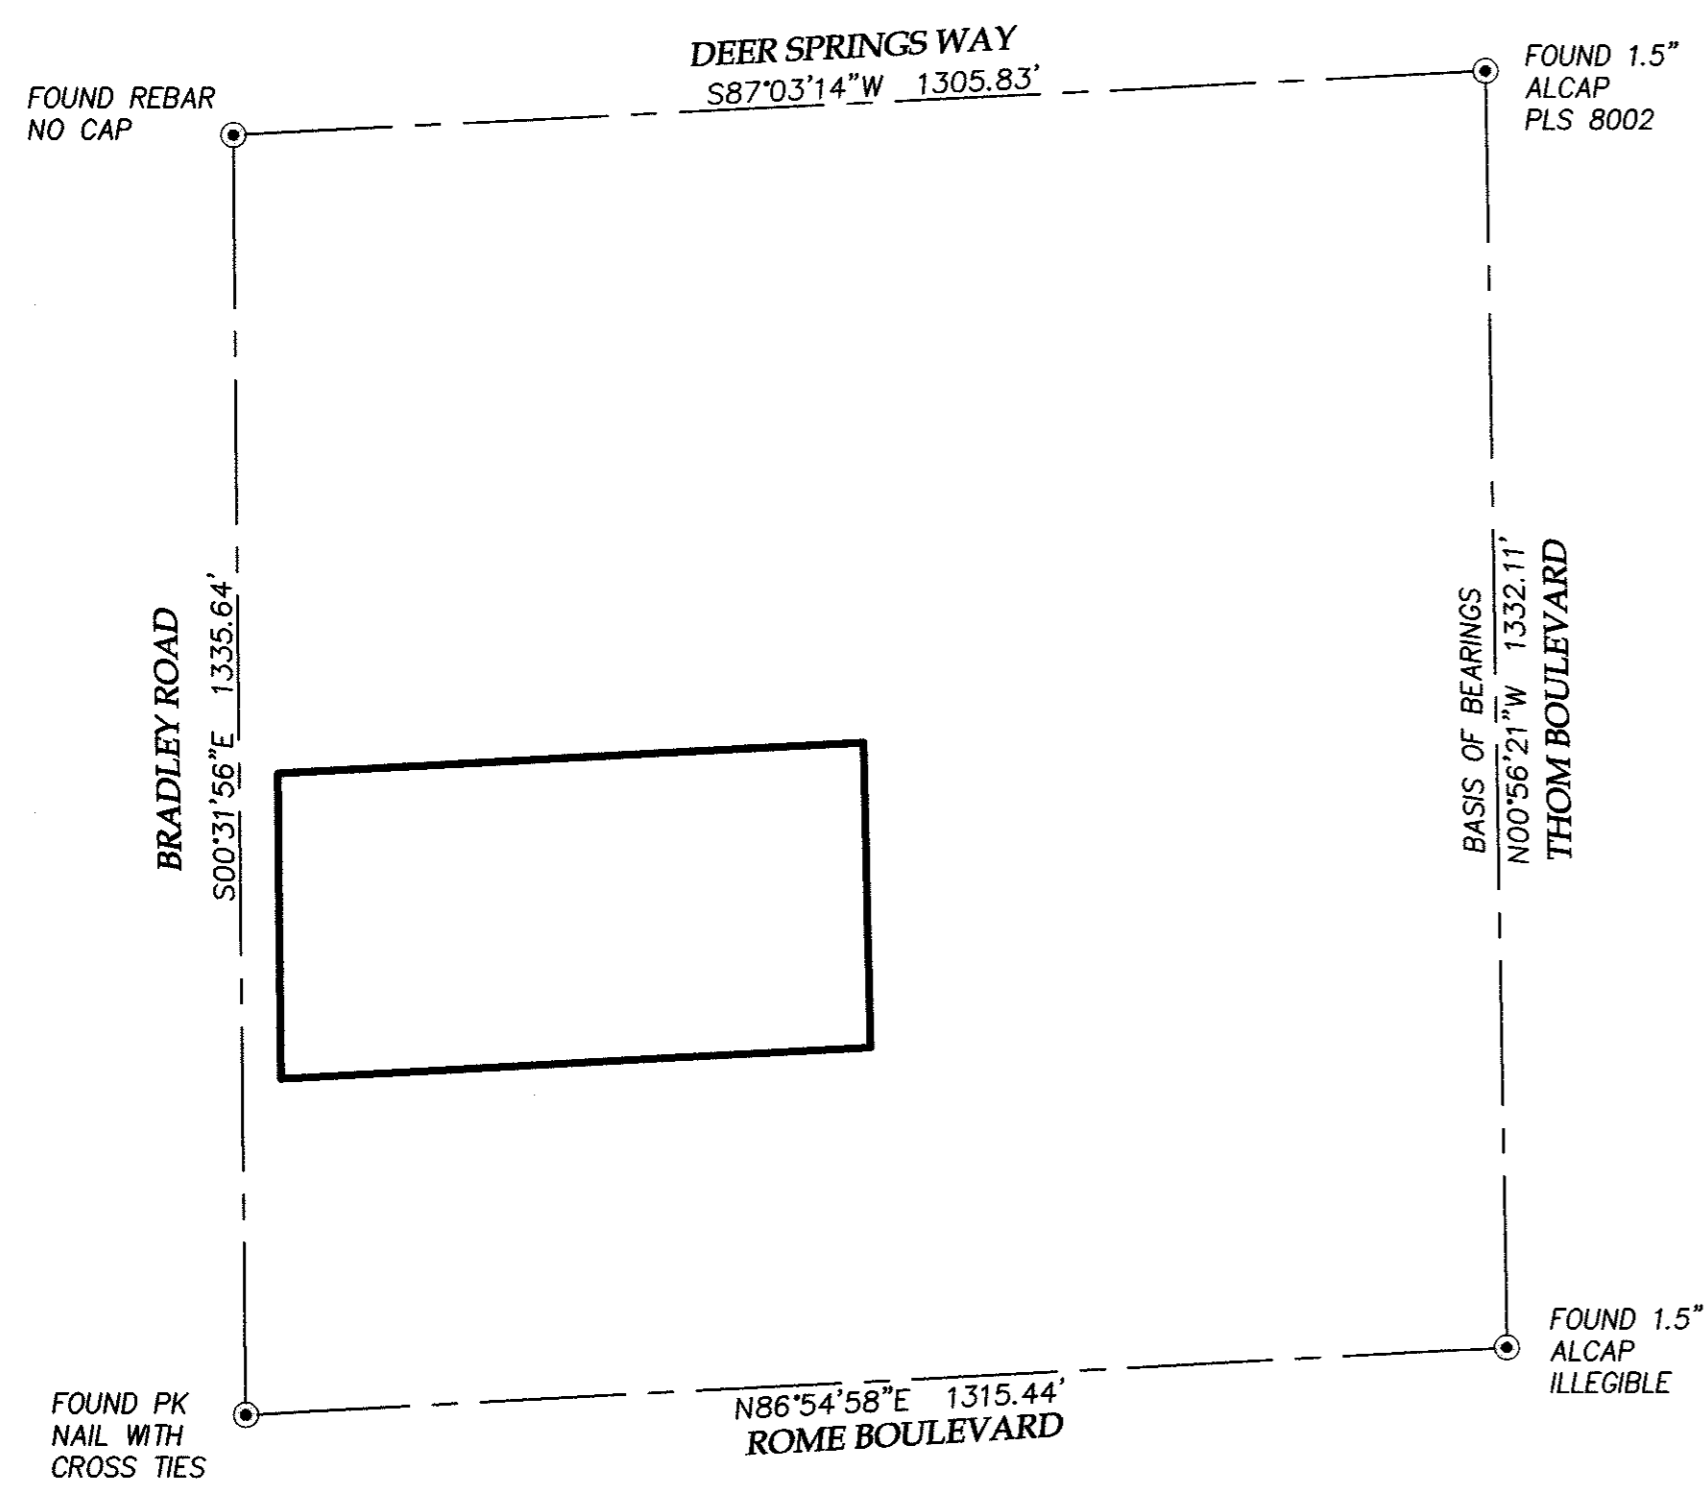 DEER SPRINGS WAY
S87°03'14"W 1305.83'
FOUND REBAR
NO CAP
FOUND 1.5"
ALCAP
PLS 8002
BRADLEY ROAD
S00°31'56"E 1335.64'
BASIS OF BEARINGS
N00°56'21"W 1332.11'
THOM BOULEVARD
FOUND PK
NAIL WITH
CROSS TIES
N86°54'58"E 1315.44'
ROME BOULEVARD
FOUND 1.5"
ALCAP
ILLEGIBLE